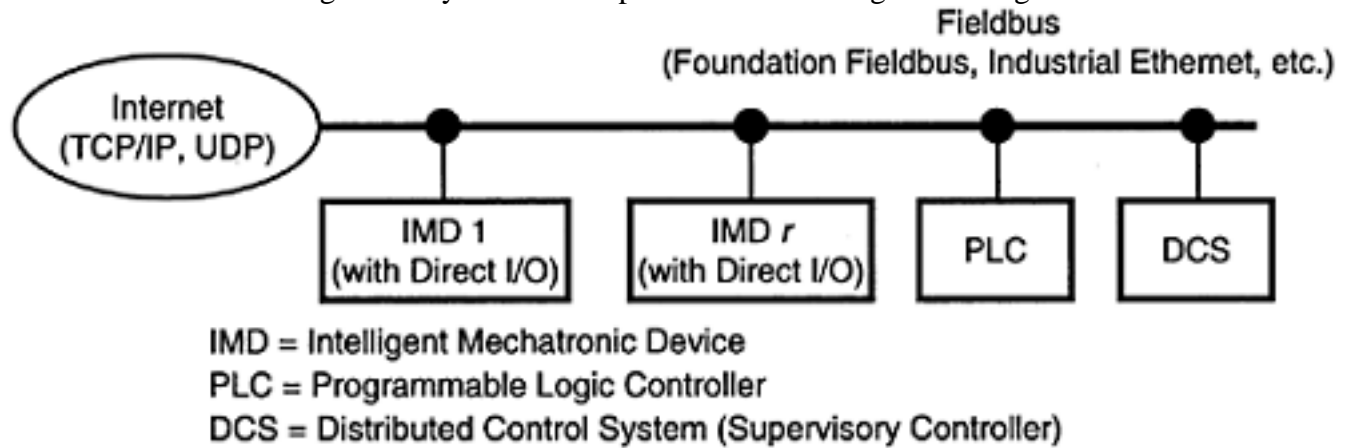 Fieldbus
(Foundation Fieldbus, Industrial Ethernet, etc.)
Internet
(TCP/IP, UDP)
IMD 1
(with Direct I/O)
IMD r
(with Direct I/O)
PLC
DCS
IMD = Intelligent Mechatronic Device
PLC = Programmable Logic Controller
DCS = Distributed Control System (Supervisory Controller)